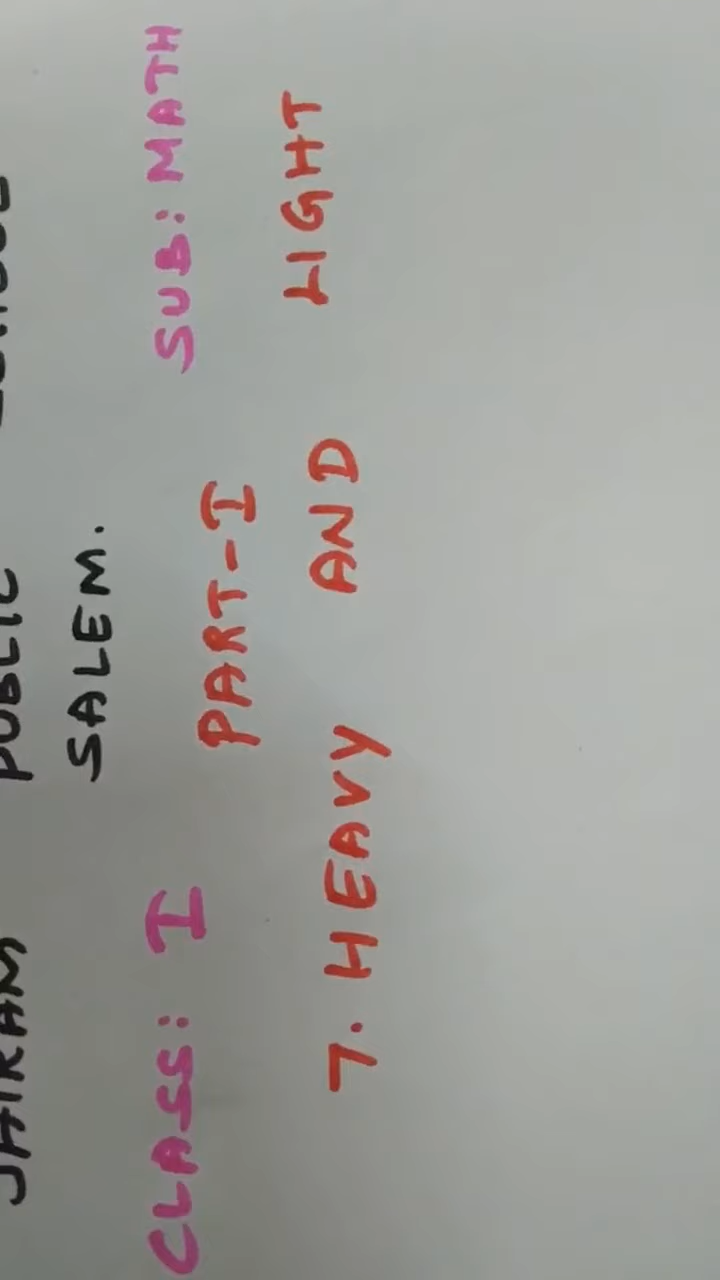 JAIRAM PUBLIC
SALEM.
CLASS: I SUB: MATH
PART-I
7. HEAVY AND LIGHT